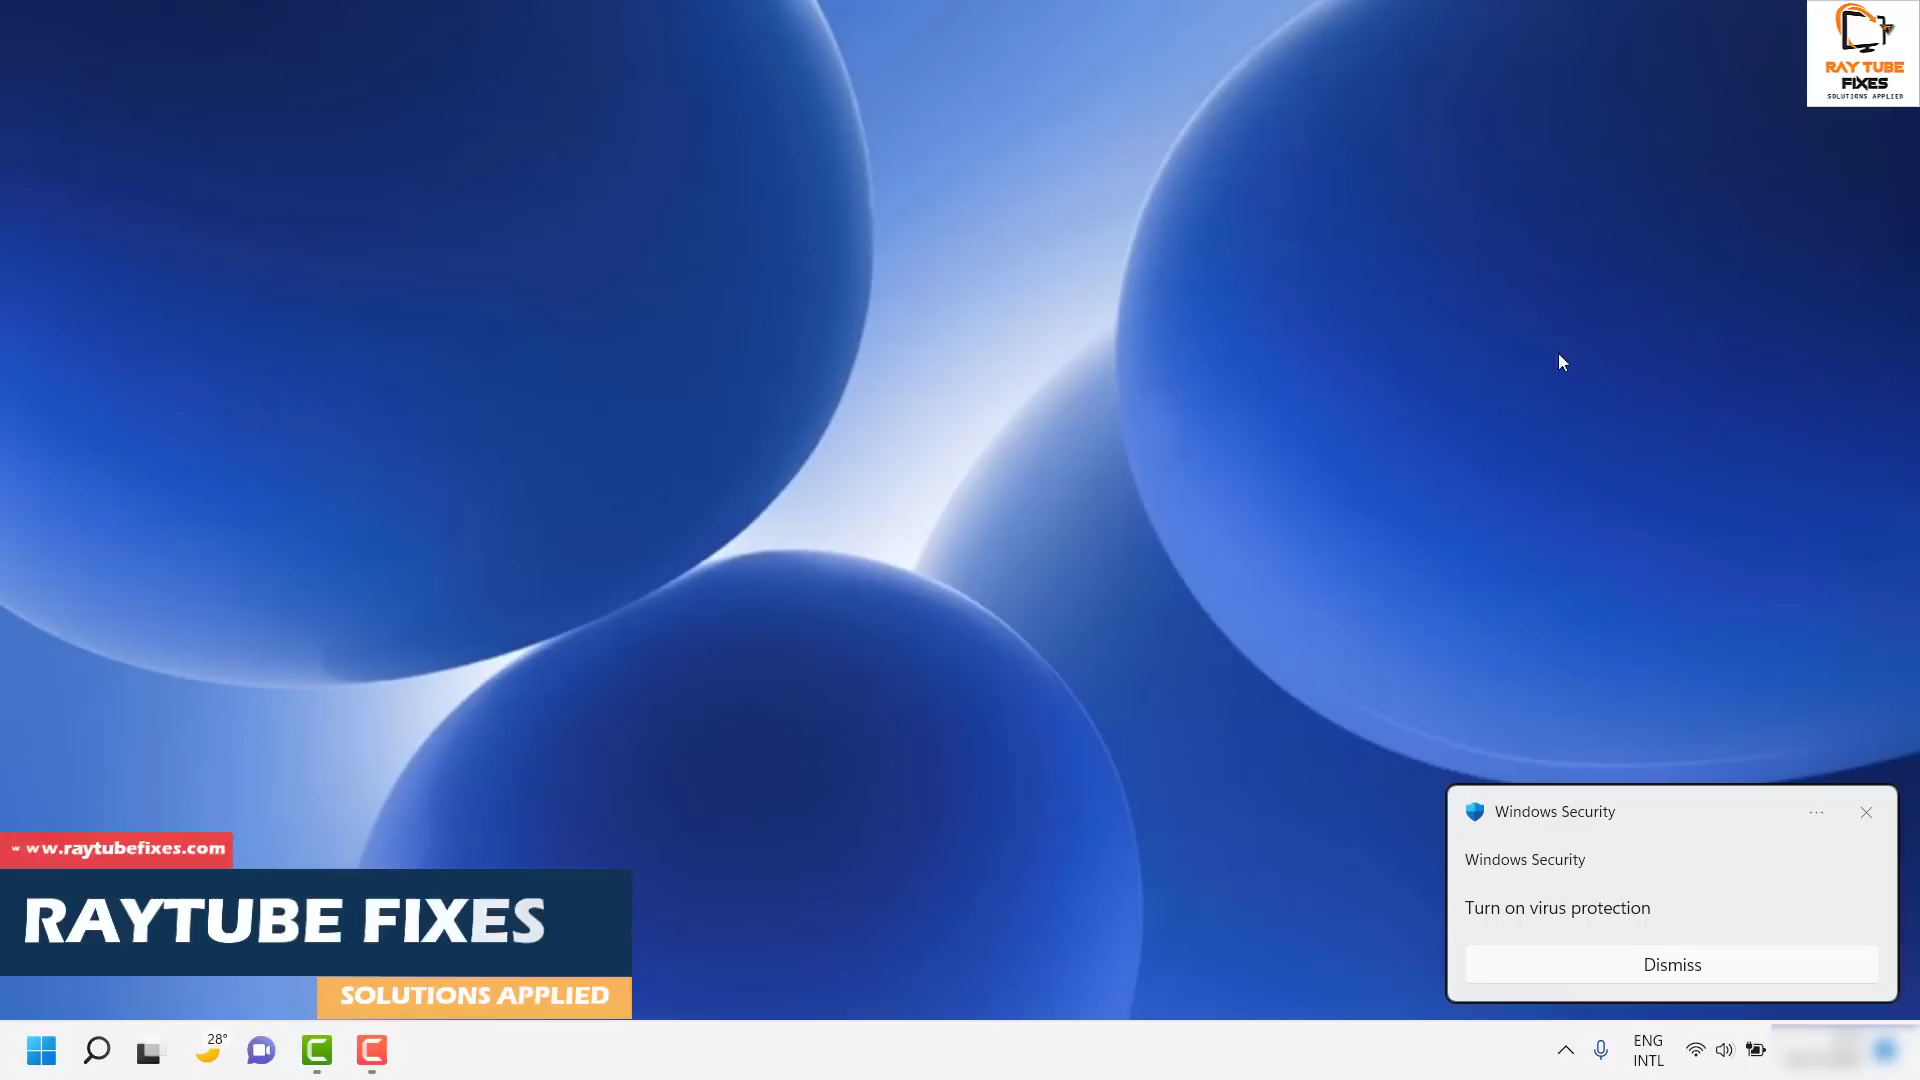 RAY TUBE
FIXES
SOLUTIONS APPLIED
Windows Security
Windows Security
Turn on virus protection
Dismiss
www.raytubefixes.com
RAYTUBE FIXES
SOLUTIONS APPLIED
28°
ENG
INTL